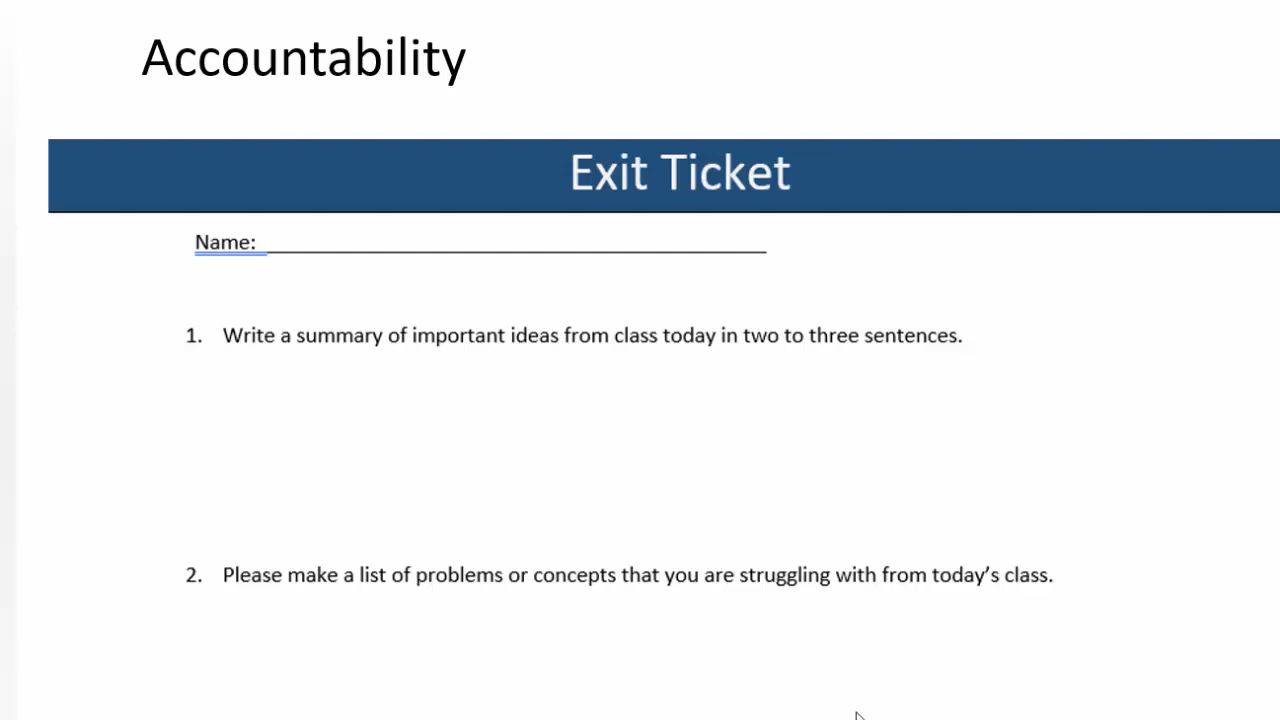 Accountability
Exit Ticket
Name: ___________________________________________
1. Write a summary of important ideas from class today in two to three sentences.
2. Please make a list of problems or concepts that you are struggling with from today’s class.